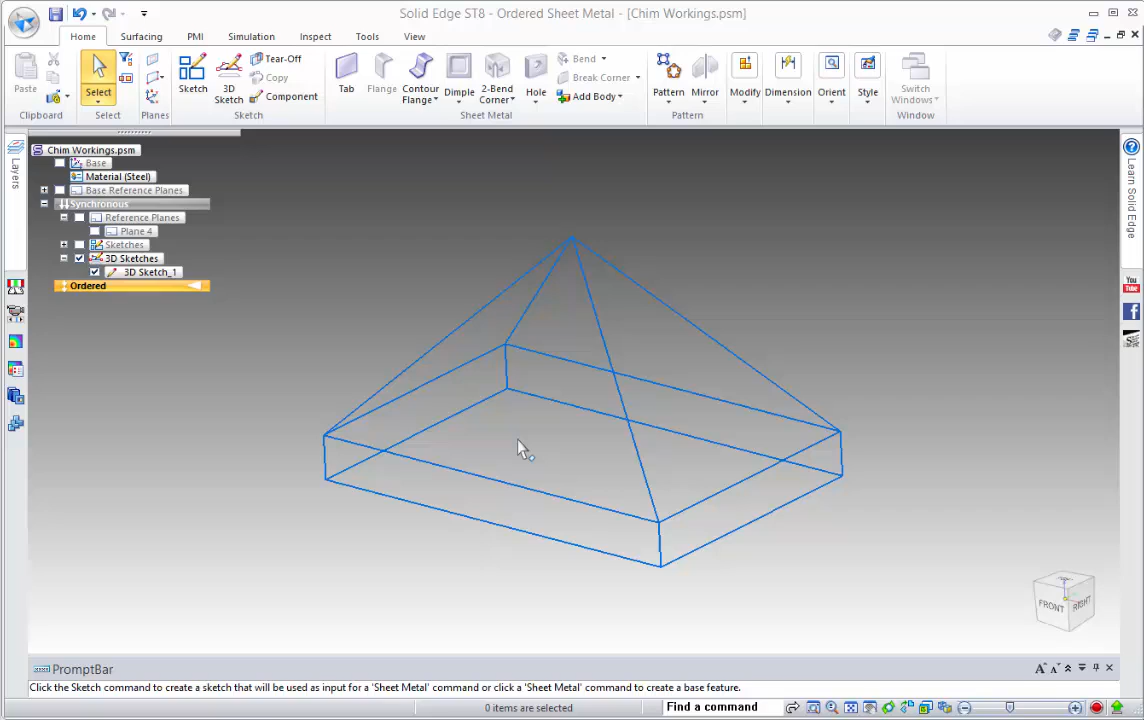 Solid Edge ST8 - Ordered Sheet Metal - [Chim Workings.psm]
Home Surfacing PMI Simulation Inspect Tools View
Paste
Select
Tear-Off
Copy
Component
Sketch
3D Sketch
Tab
Flange
Contour Flange
Dimple
2-Bend Corner
Hole
Bend
Bend Corner
Add Body
Pattern
Mirror
Modify
Dimension
Orient
Style
Switch Windows
Clipboard Select Planes Sketch Sheet Metal Pattern Window
Layers
Chim Workings.psm
Base
Material (Steel)
Base Reference Planes
Synchronous
Reference Planes
Plane 4
Sketches
3D Sketches
3D Sketch_1
Ordered
Learn Solid Edge
You Tube
FRONT
RIGHT
PromptBar
Click the Sketch command to create a sketch that will be used as input for a 'Sheet Metal' command or click a 'Sheet Metal' command to create a base feature.
0 items are selected
Find a command